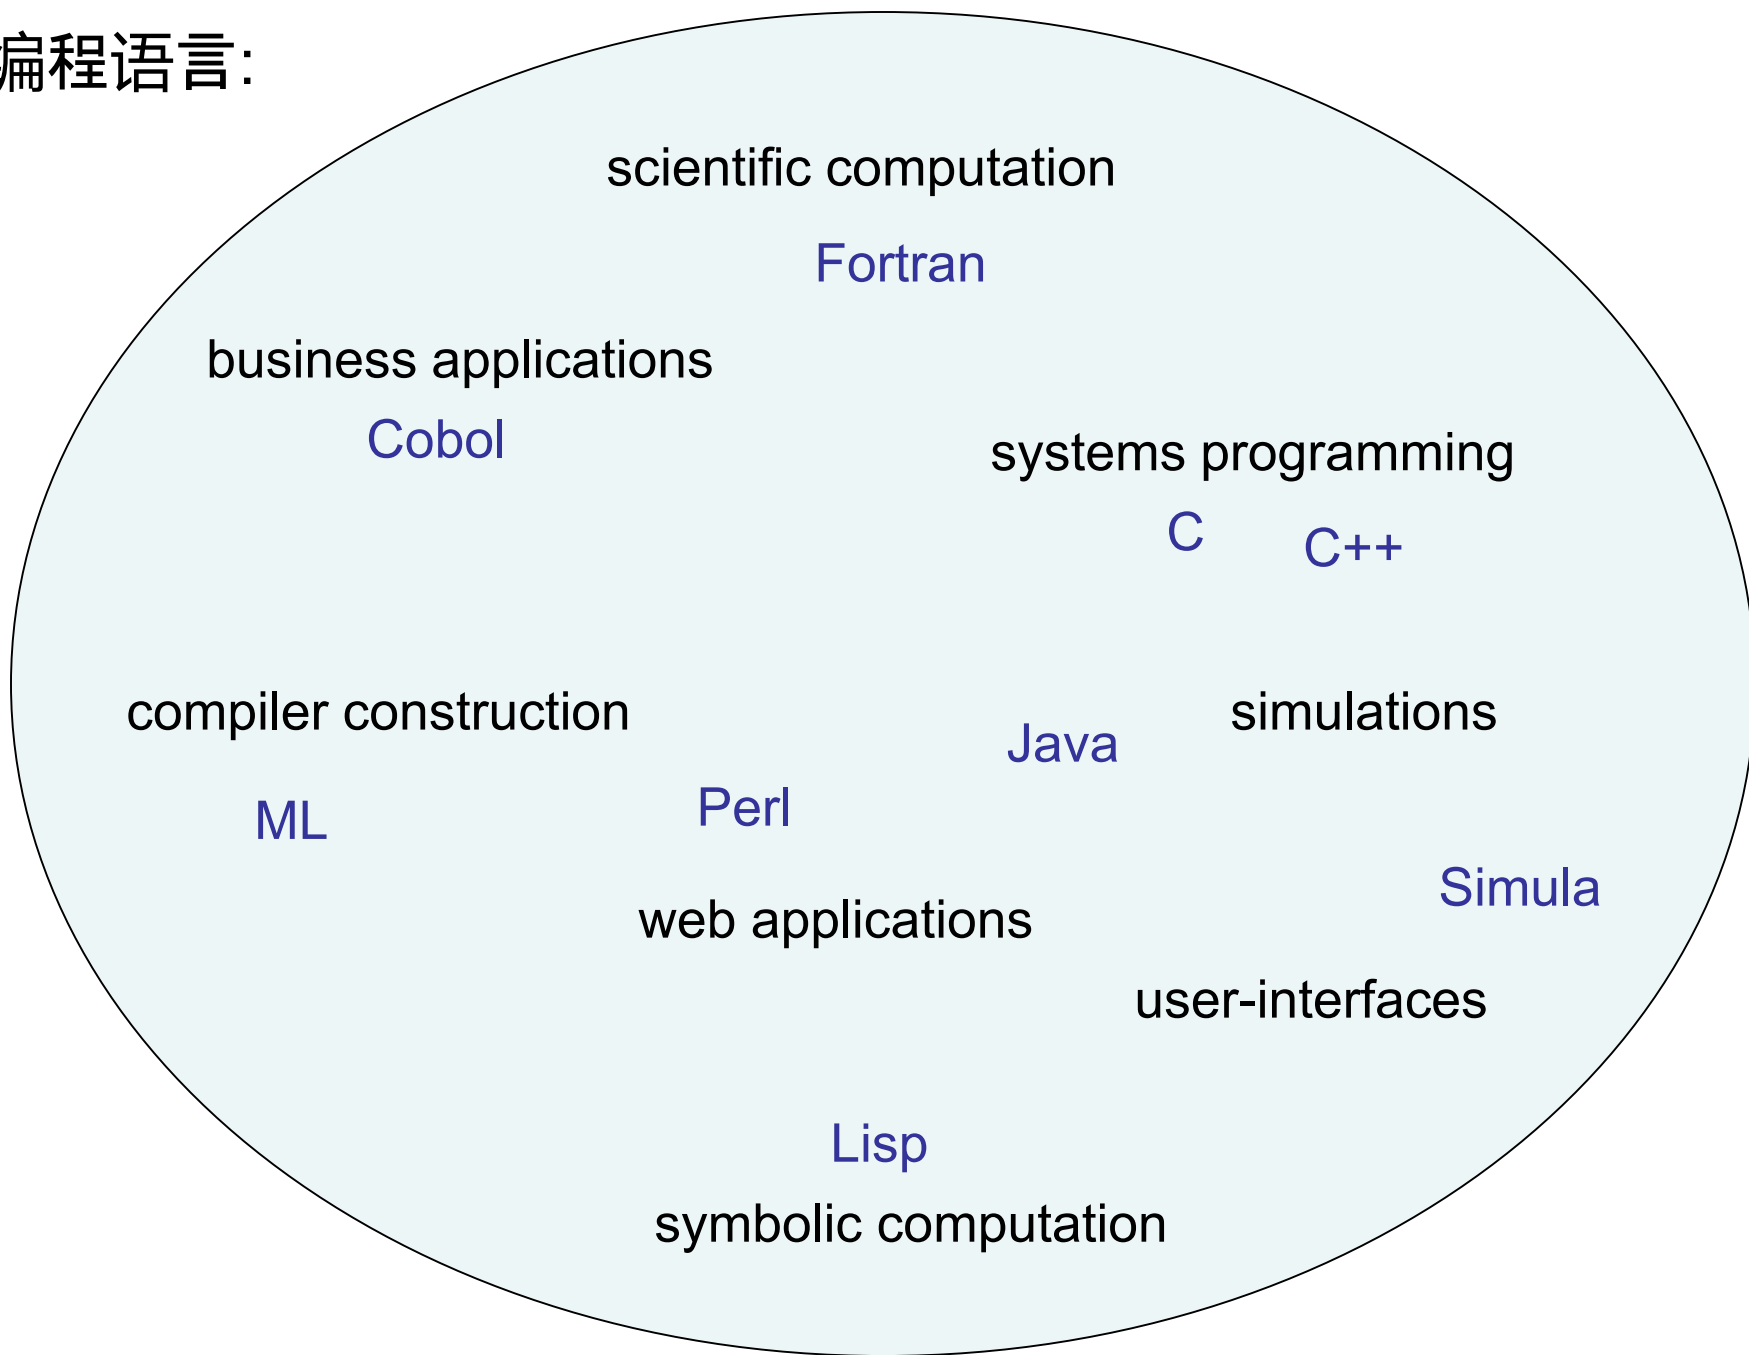 编程语言:
scientific computation
Fortran
business applications
Cobol
systems programming
C
C++
compiler construction
simulations
Java
ML
Perl
Simula
web applications
user-interfaces
Lisp
symbolic computation